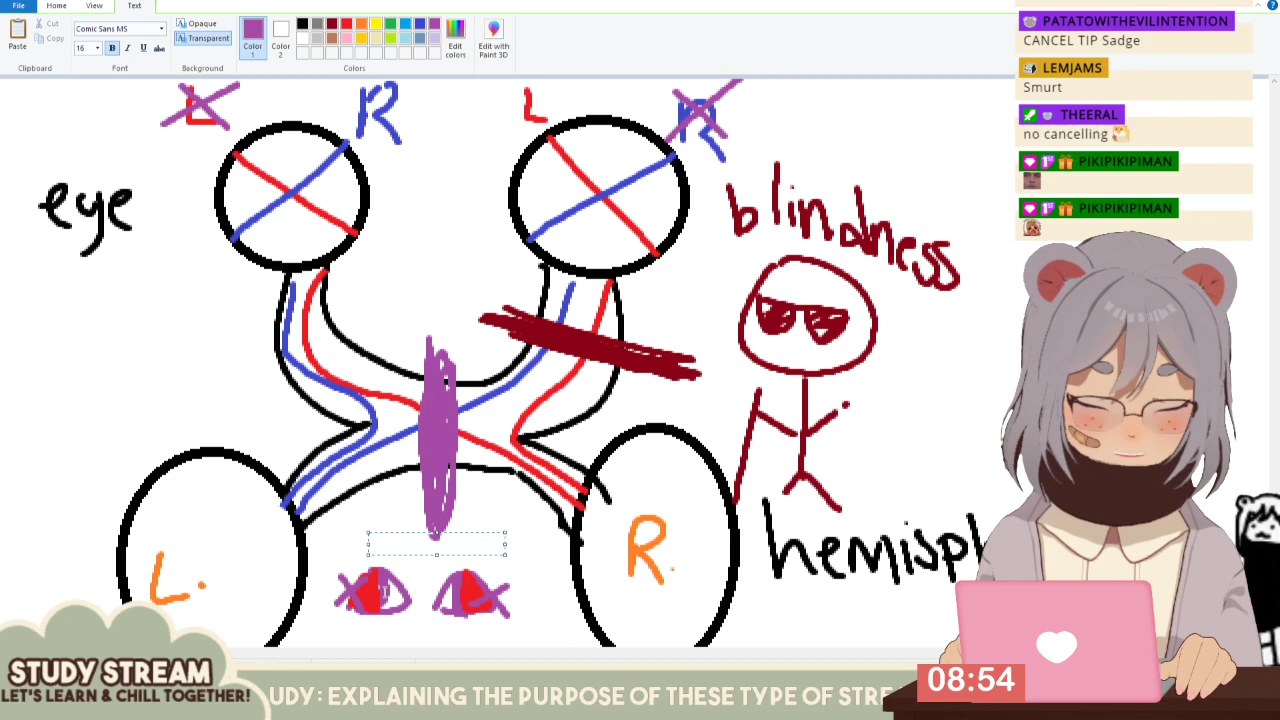 File Home View Text
Paste
Cut
Copy
Clipboard
Comic Sans MS
16 B I U abc
Font
Opaque
Transparent
Background
Color 1
Color 2
Edit colors
Colors
Edit with Paint 3D
L R L R
eye
blindness
L. R.
hemisph
PATATOWITHEVILINTENTION
CANCEL TIP Sadge
LEMJAMS
Smurt
THEERAL
no cancelling
PIKIPIKIPIMAN
PIKIPIKIPIMAN
STUDY STREAM
LET'S LEARN & CHILL TOGETHER!
UDY: EXPLAINING THE PURPOSE OF THESE TYPE OF STRE
08:54